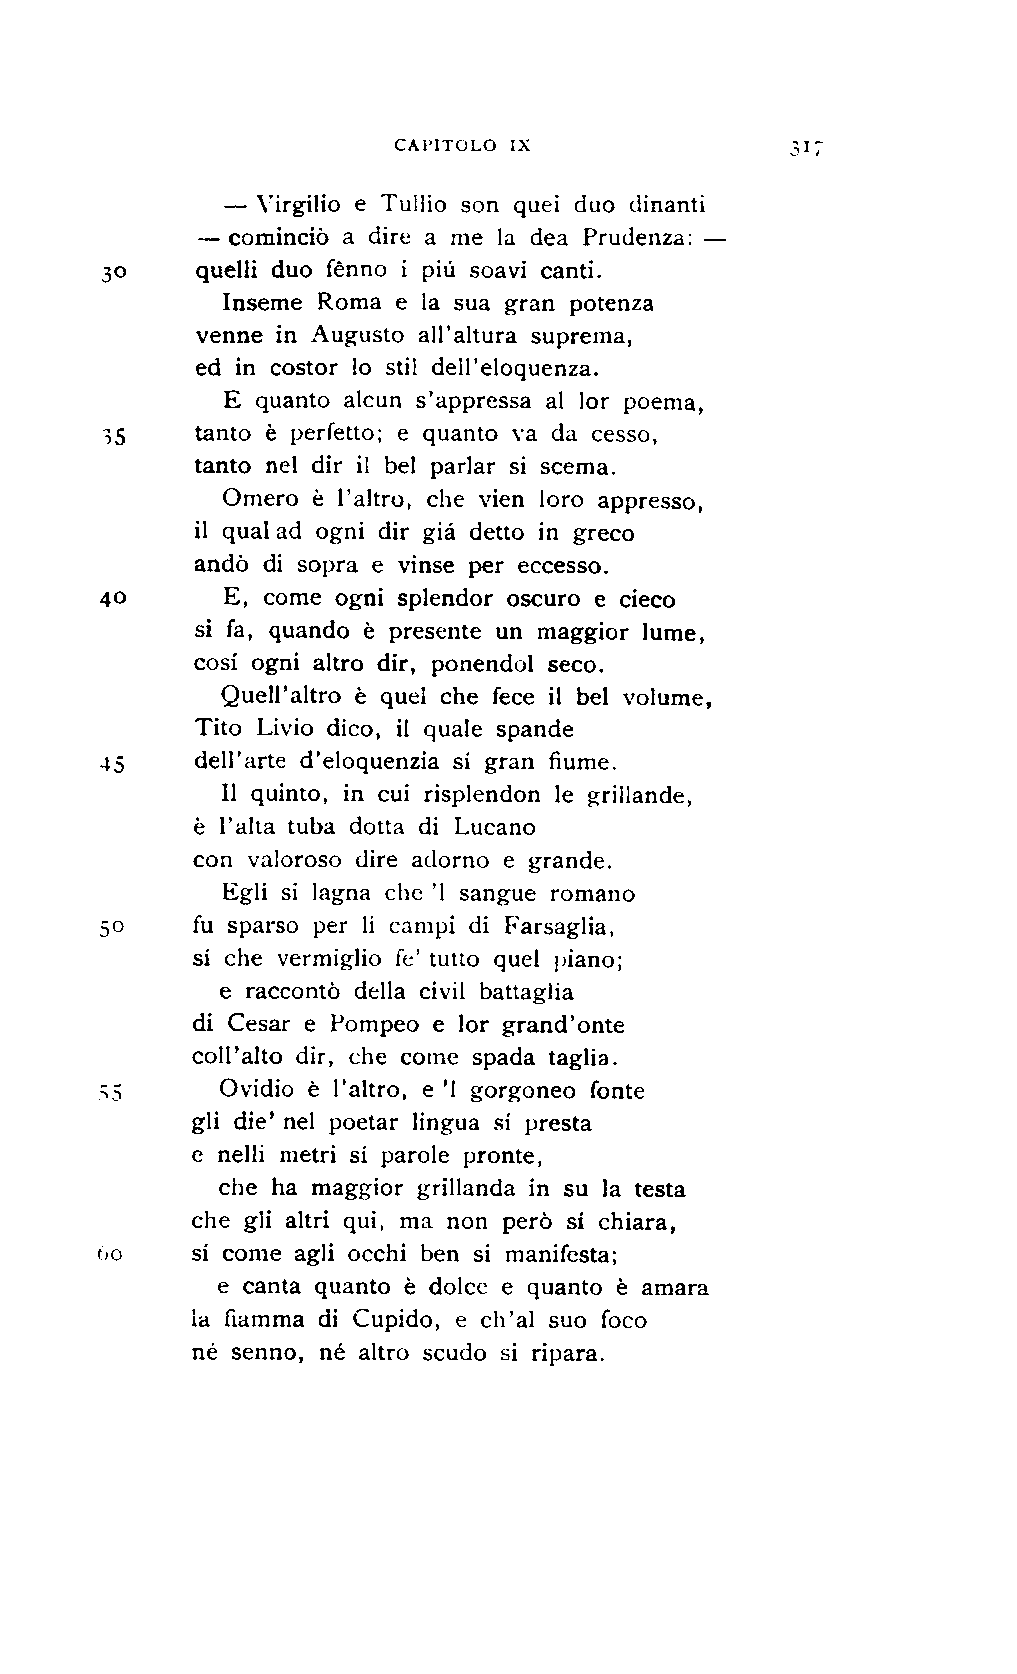 CAPITOLO IX 317
— Virgilio e Tullio son quei duo dinanti
— cominciò a dire a me la dea Prudenza: —
30 quelli duo fênno i piú soavi canti.
Inseme Roma e la sua gran potenza
venne in Augusto all'altura suprema,
ed in costor lo stil dell'eloquenza.
E quanto alcun s'appressa al lor poema,
35 tanto è perfetto; e quanto va da cesso,
tanto nel dir il bel parlar si scema.
Omero è l'altro, che vien loro appresso,
il qual ad ogni dir giá detto in greco
andò di sopra e vinse per eccesso.
40 E, come ogni splendor oscuro e cieco
si fa, quando è presente un maggior lume,
cosí ogni altro dir, ponendol seco.
Quell'altro è quel che fece il bel volume,
Tito Livio dico, il quale spande
45 dell'arte d'eloquenzia sí gran fiume.
Il quinto, in cui risplendon le grillande,
è l'alta tuba dotta di Lucano
con valoroso dire adorno e grande.
Egli si lagna che 'l sangue romano
50 fu sparso per li campi di Farsaglia,
sí che vermiglio fe' tutto quel piano;
e raccontò della civil battaglia
di Cesar e Pompeo e lor grand'onte
coll'alto dir, che come spada taglia.
55 Ovidio è l'altro, e 'l gorgoneo fonte
gli die' nel poetar lingua sí presta
e nelli metri sí parole pronte,
che ha maggior grillanda in su la testa
che gli altri qui, ma non però sí chiara,
60 sí come agli occhi ben si manifesta;
e canta quanto è dolce e quanto è amara
la fiamma di Cupido, e ch'al suo foco
né senno, né altro scudo si ripara.